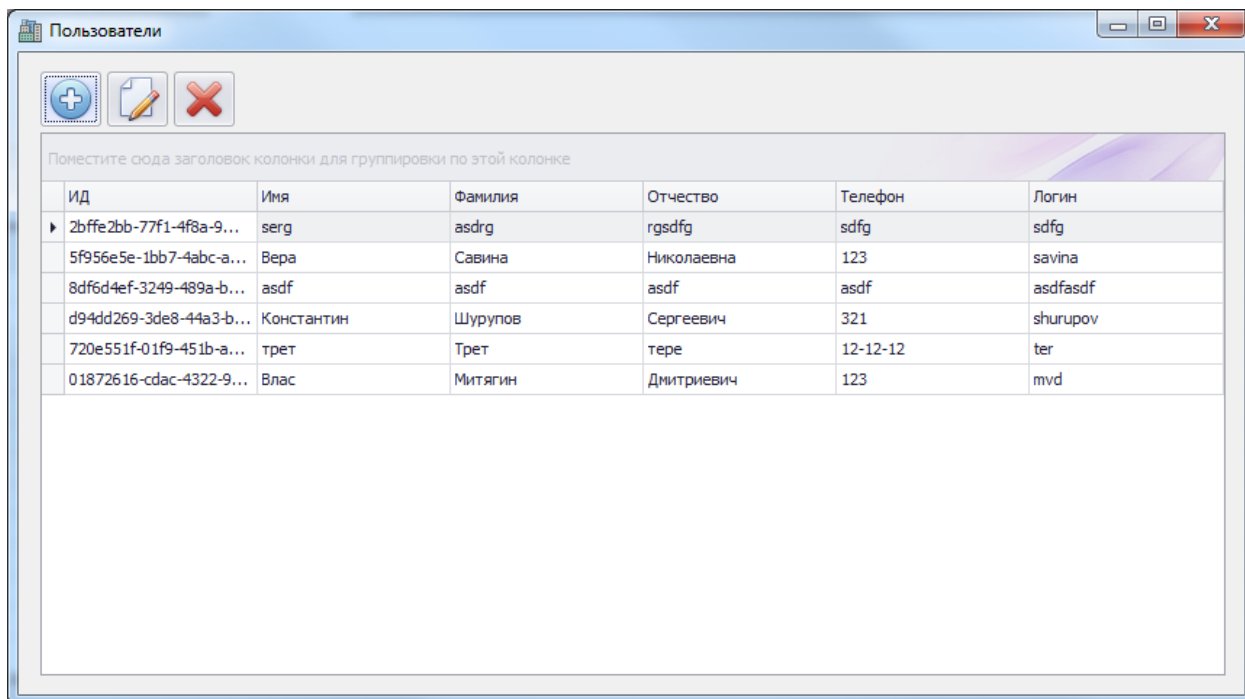 Пользователи
Поместите сюда заголовок колонки для группировки по этой колонке
ИД Имя Фамилия Отчество Телефон Логин
2bffe2bb-77f1-4f8a-9... serg asdrg rgsdfg sdfg sdfg
5f956e5e-1bb7-4abc-a... Вера Савина Николаевна 123 savina
8df6d4ef-3249-489a-b... asdf asdf asdf asdf asdfasdf
d94dd269-3de8-44a3-b... Константин Шурупов Сергеевич 321 shurupov
720e551f-01f9-451b-a... трет Трет тере 12-12-12 ter
01872616-cdac-4322-9... Влас Митягин Дмитриевич 123 mvd